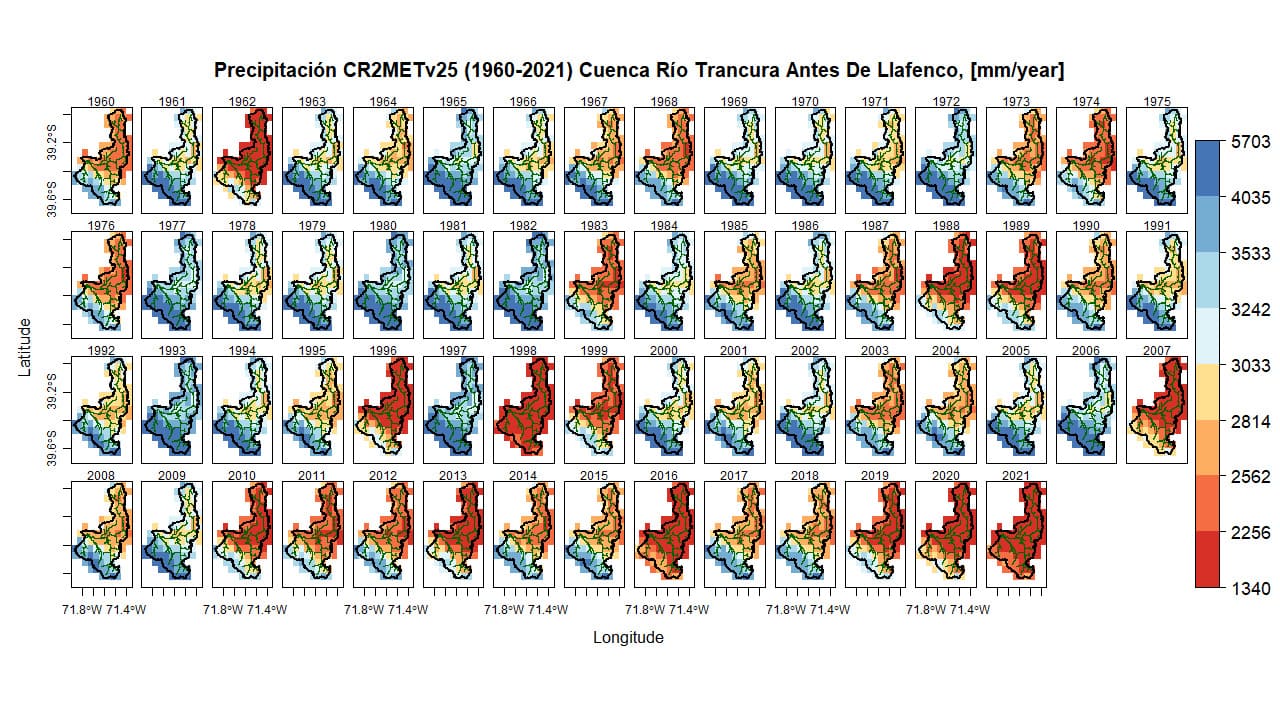 Precipitación CR2METv25 (1960-2021) Cuenca Río Trancura Antes De Llafenco, [mm/year]
1960 1961 1962 1963 1964 1965 1966 1967 1968 1969 1970 1971 1972 1973 1974 1975
39.2°S
39.6°S
1976 1977 1978 1979 1980 1981 1982 1983 1984 1985 1986 1987 1988 1989 1990 1991
1992 1993 1994 1995 1996 1997 1998 1999 2000 2001 2002 2003 2004 2005 2006 2007
39.2°S
39.6°S
2008 2009 2010 2011 2012 2013 2014 2015 2016 2017 2018 2019 2020 2021
71.8°W 71.4°W 71.8°W 71.4°W 71.8°W 71.4°W 71.8°W 71.4°W 71.8°W 71.4°W 71.8°W 71.4°W 71.8°W 71.4°W
Latitude
Longitude
5703
4035
3533
3242
3033
2814
2562
2256
1340